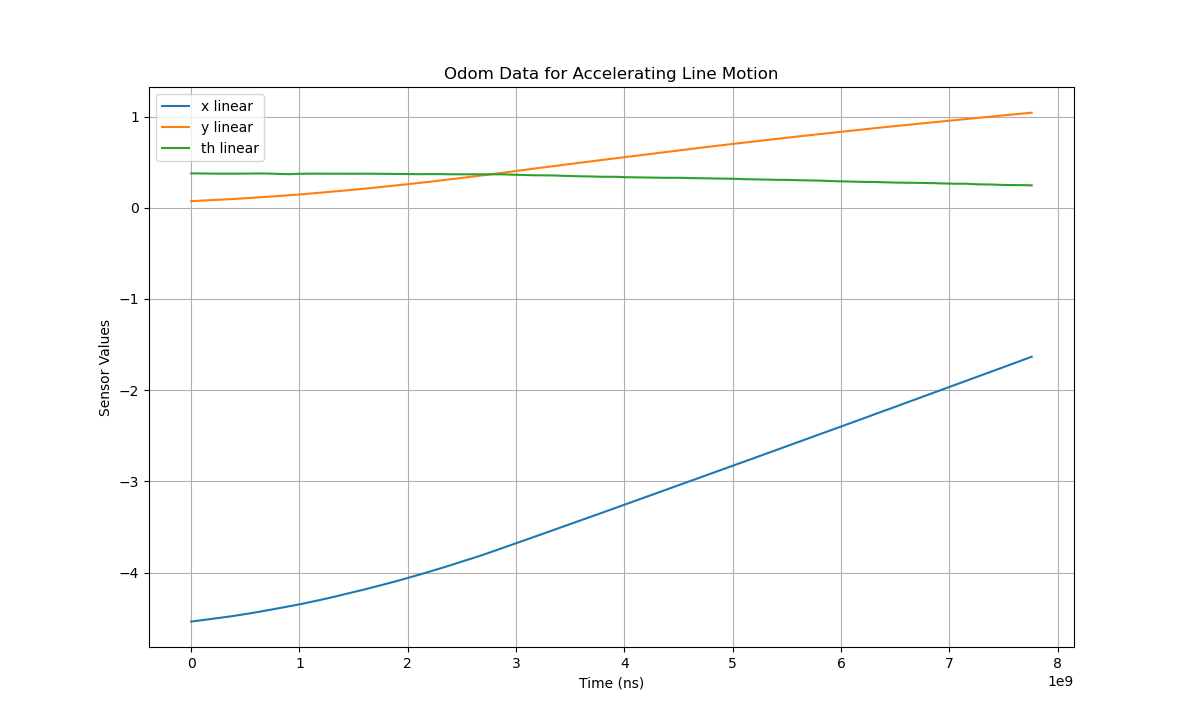 Odom Data for Accelerating Line Motion
x linear
y linear
th linear
Sensor Values
1
0
−1
−2
−3
−4
0 1 2 3 4 5 6 7 8
1e9
Time (ns)